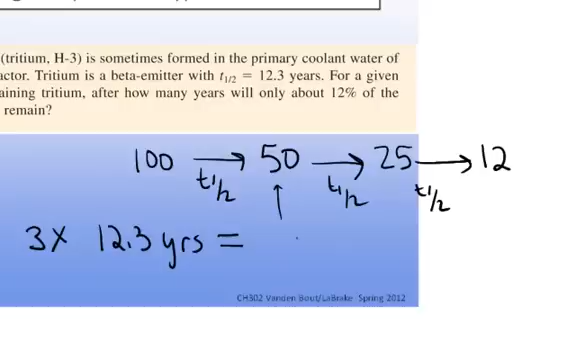 (tritium, H-3) is sometimes formed in the primary coolant water of
actor. Tritium is a beta-emitter with t1/2 = 12.3 years. For a given
aining tritium, after how many years will only about 12% of the
remain?
100 → 50 → 25 → 12
t1/2 t1/2 t1/2
3x 12.3 yrs =
CH302 Vanden Bout/LaBrake Spring 2012